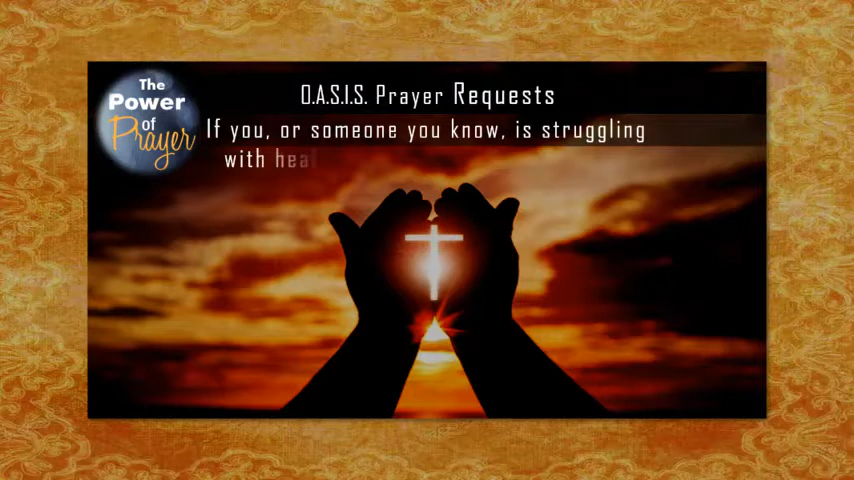 The
Power
of
Prayer
O.A.S.I.S. Prayer Requests
If you, or someone you know, is struggling
with hea